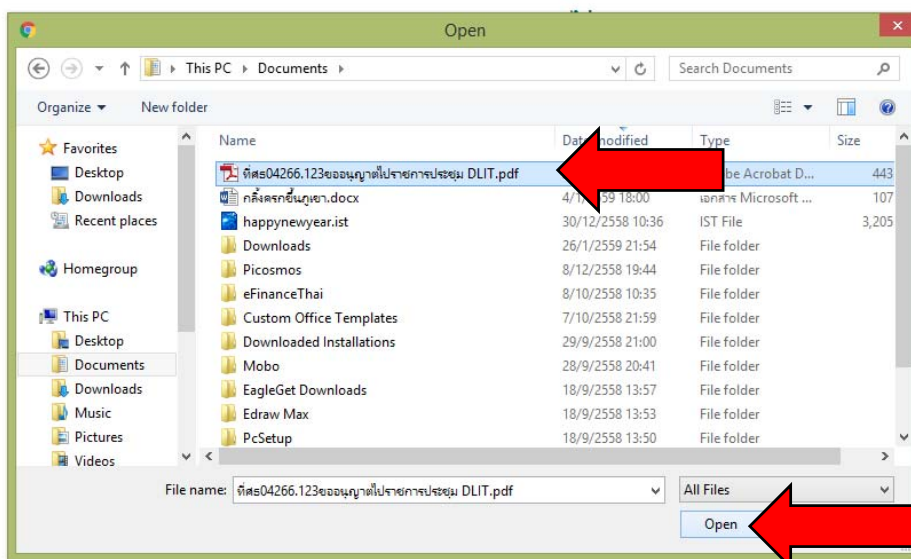 Open
This PC Documents
Search Documents
Organize New folder
Name Date modified Type Size
Favorites
Desktop
Downloads
Recent places
Homegroup
This PC
Desktop
Documents
Downloads
Music
Pictures
Videos
ที่ศธ04266.123ขออนุญาตไปราชการประชุม DLIT.pdf be Acrobat D... 443
กลิ้งครกขึ้นภูเขา.docx 18:00 เอกสาร Microsoft ... 107
happynewyear.ist 30/12/2558 10:36 IST File 3,205
Downloads 26/1/2559 21:54 File folder
Picosmos 8/12/2558 19:44 File folder
eFinanceThai 8/10/2558 10:35 File folder
Custom Office Templates 7/10/2558 21:59 File folder
Downloaded Installations 29/9/2558 21:00 File folder
Mobo 28/9/2558 20:41 File folder
EagleGet Downloads 18/9/2558 13:57 File folder
Edraw Max 18/9/2558 13:53 File folder
PcSetup 18/9/2558 13:50 File folder
File name: ที่ศธ04266.123ขออนุญาตไปราชการประชุม DLIT.pdf All Files
Open